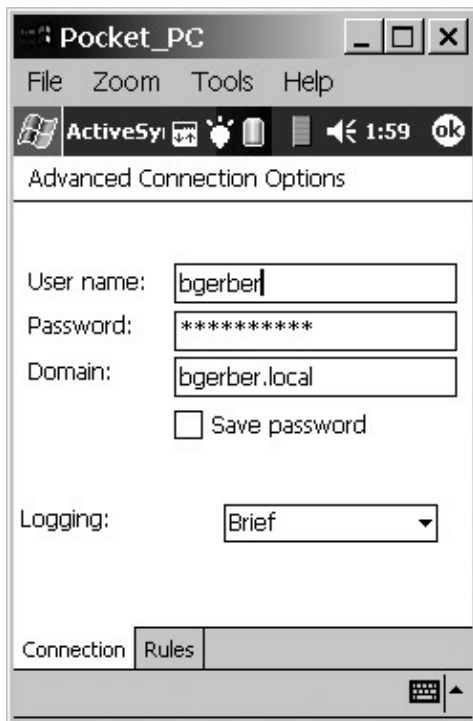 Pocket_PC
File Zoom Tools Help
ActiveSy 1:59 ok
Advanced Connection Options
User name: bgerber
Password: **********
Domain: bgerber.local
Save password
Logging: Brief
Connection Rules